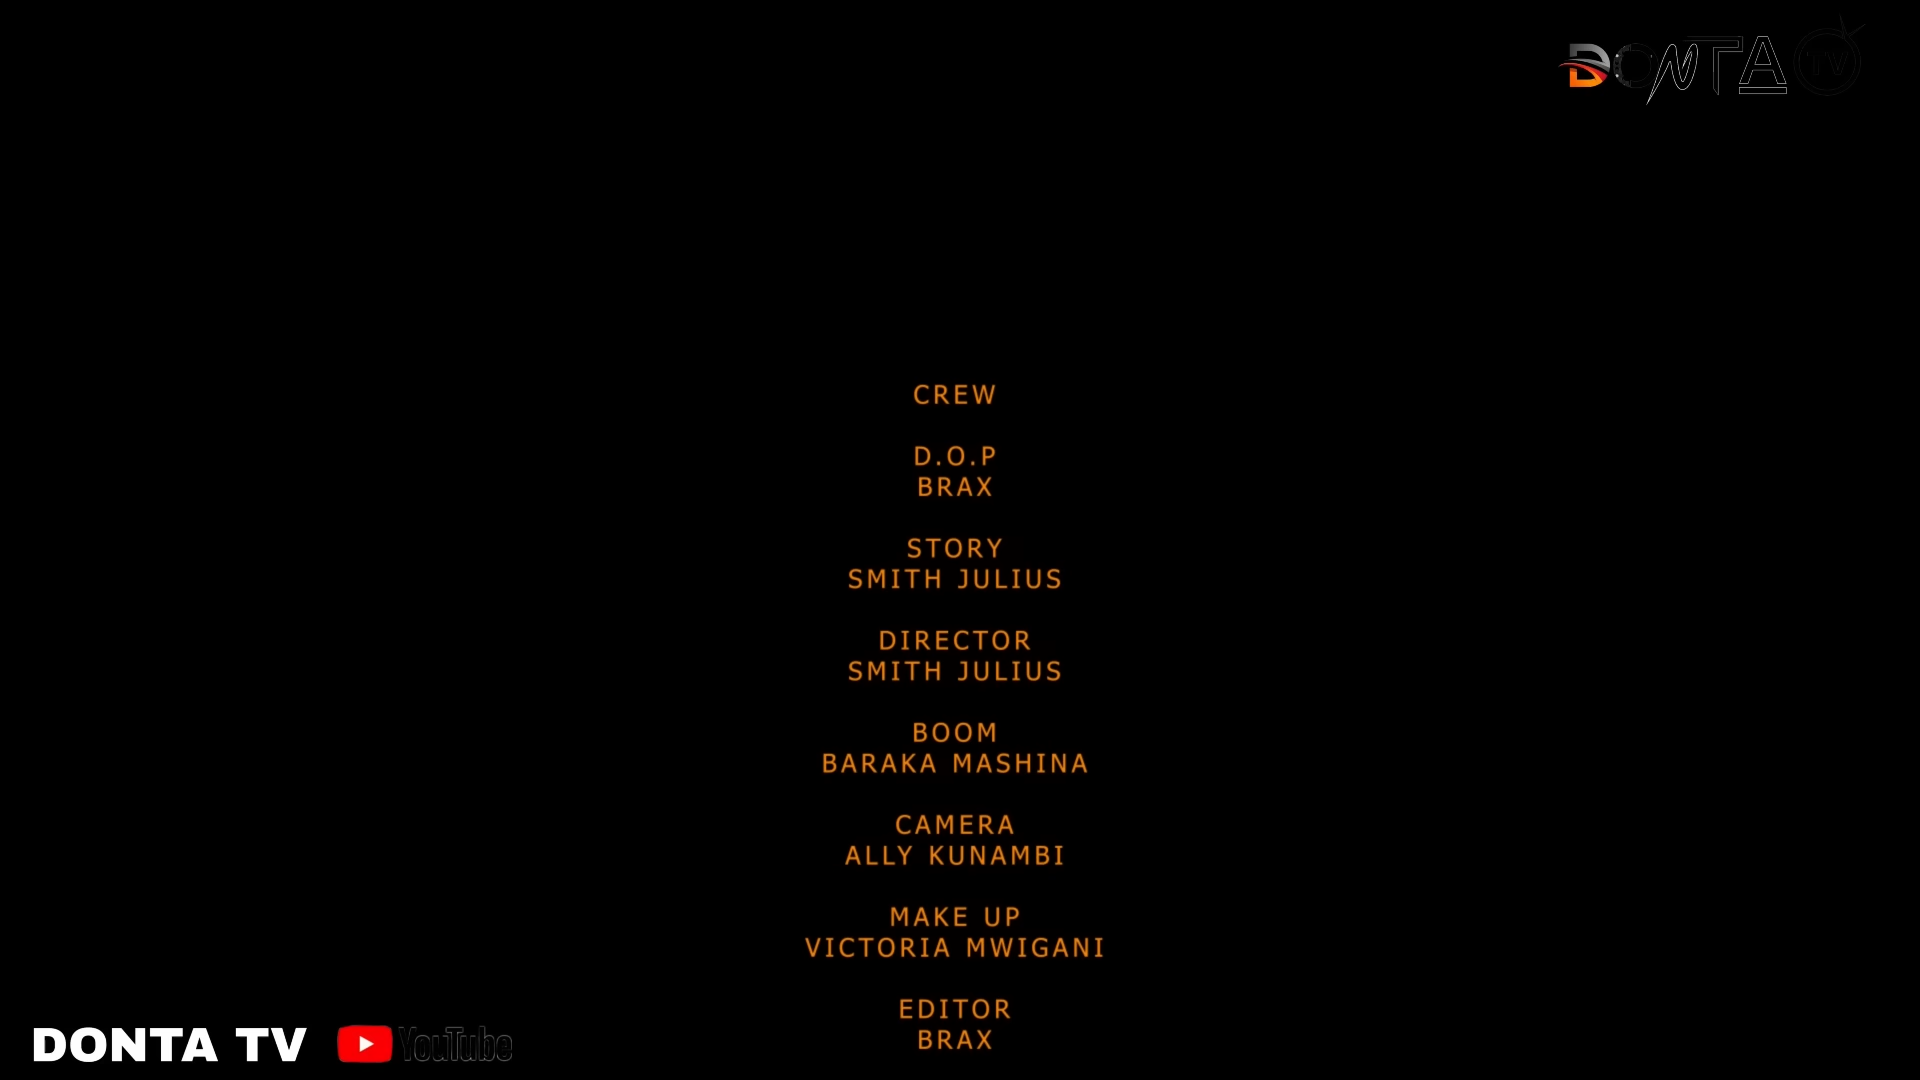 DONTA TV
CREW
D.O.P
BRAX
STORY
SMITH JULIUS
DIRECTOR
SMITH JULIUS
BOOM
BARAKA MASHINA
CAMERA
ALLY KUNAMBI
MAKE UP
VICTORIA MWIGANI
EDITOR
BRAX
DONTA TV YouTube